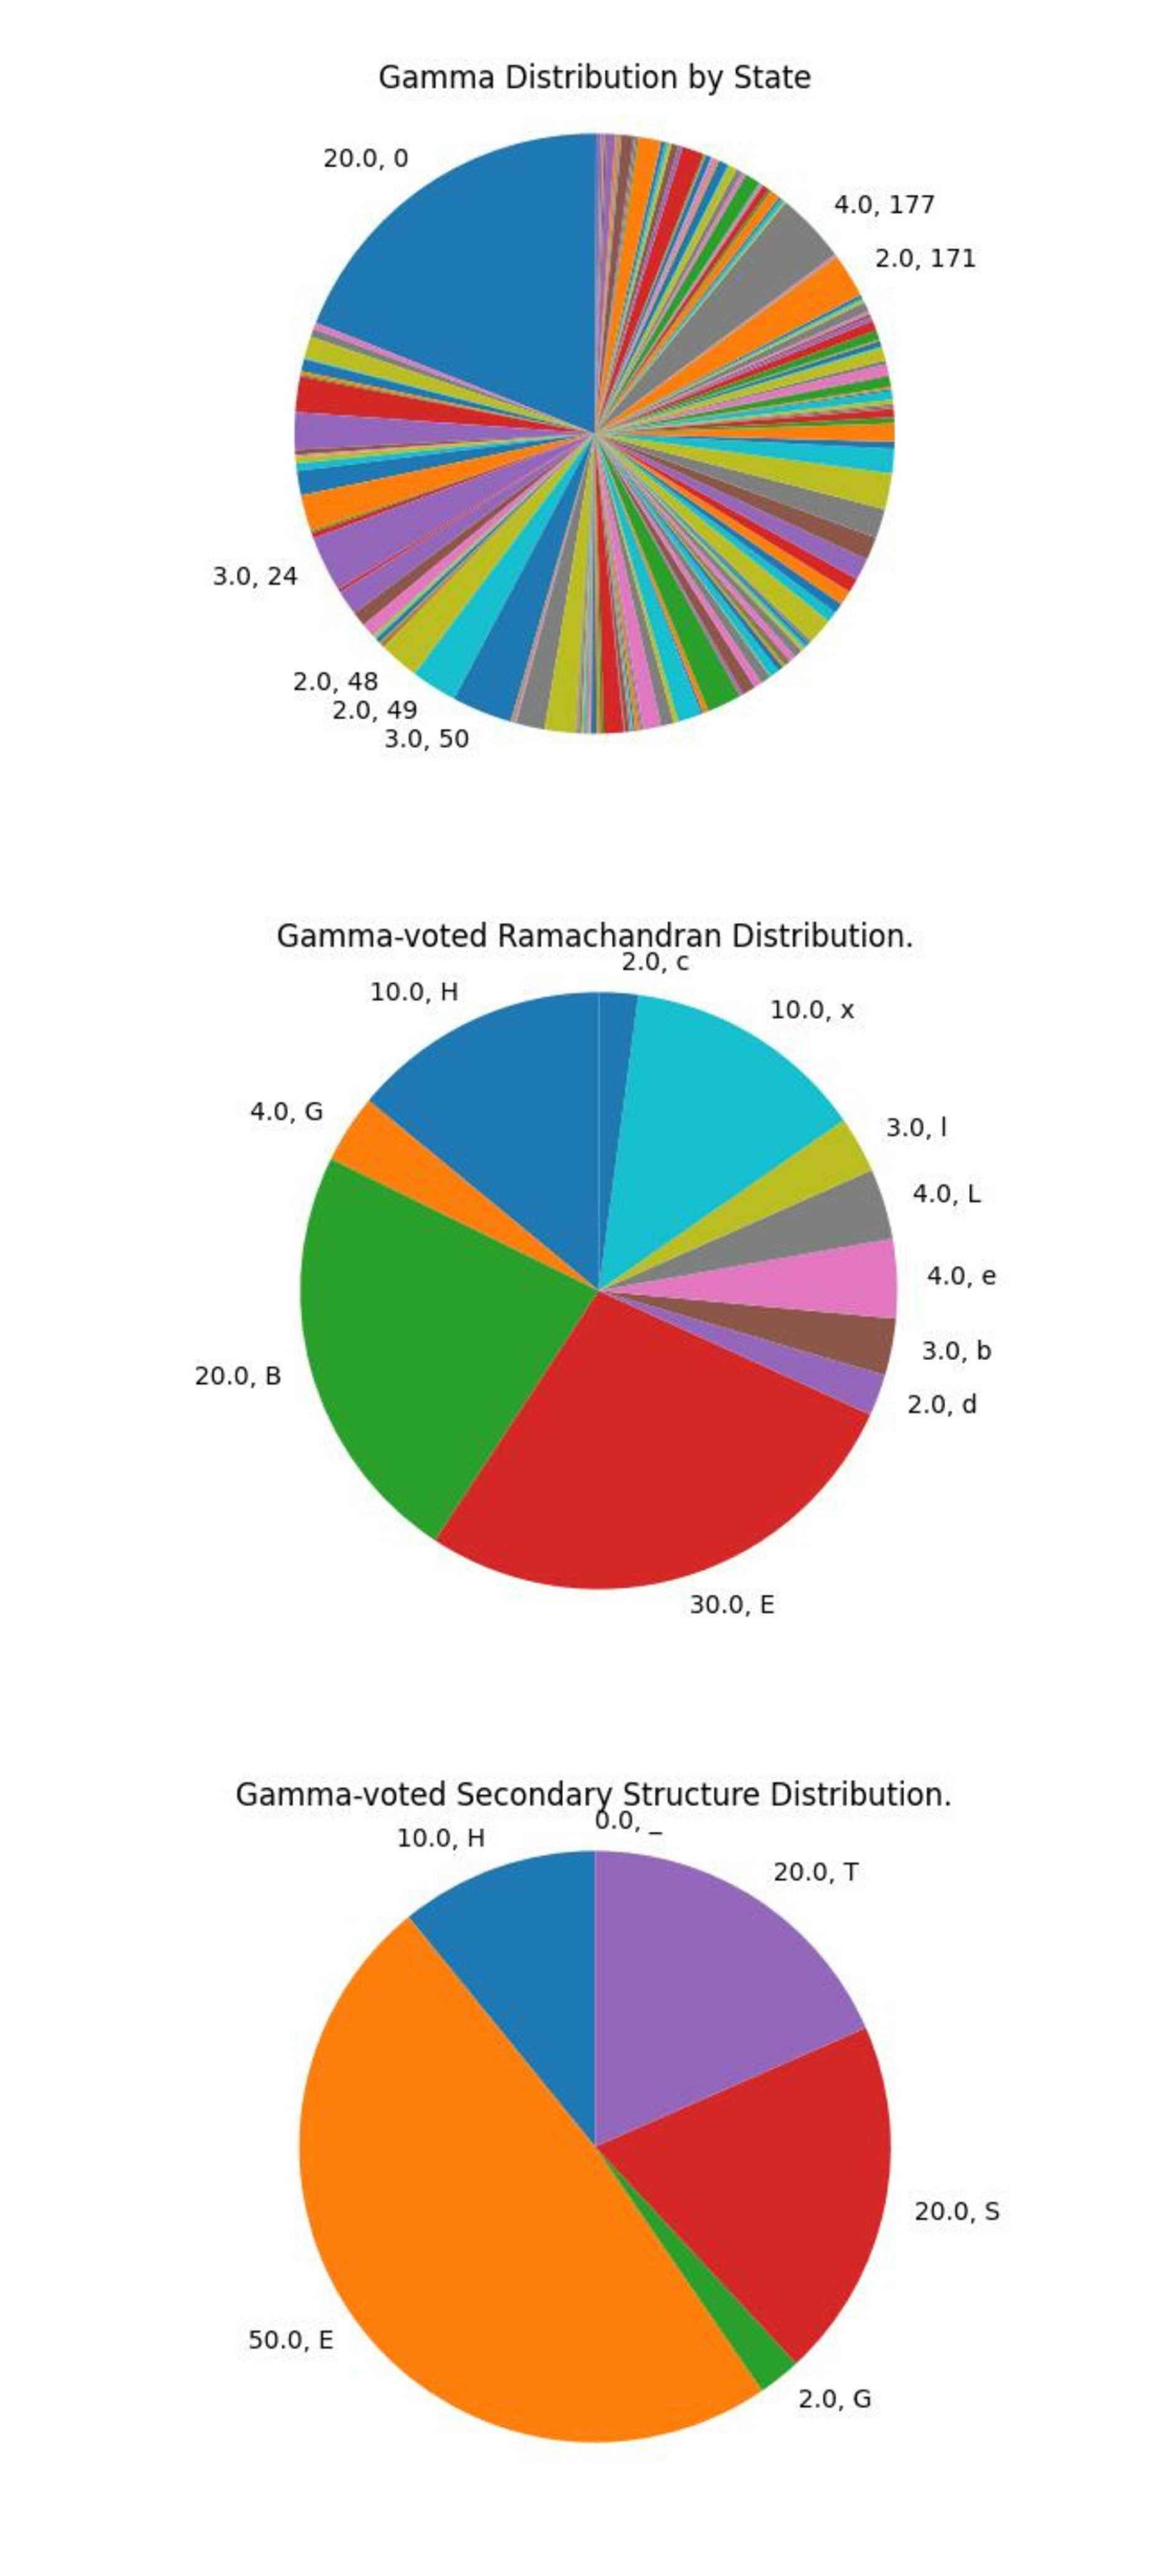 Gamma Distribution by State
20.0, 0
4.0, 177
2.0, 171
3.0, 24
2.0, 48
2.0, 49
3.0, 50
Gamma-voted Ramachandran Distribution.
2.0, c
10.0, H
10.0, x
4.0, G
3.0, l
4.0, L
4.0, e
3.0, b
20.0, B
2.0, d
30.0, E
Gamma-voted Secondary Structure Distribution.
0.0, _
10.0, H
20.0, T
20.0, S
50.0, E
2.0, G